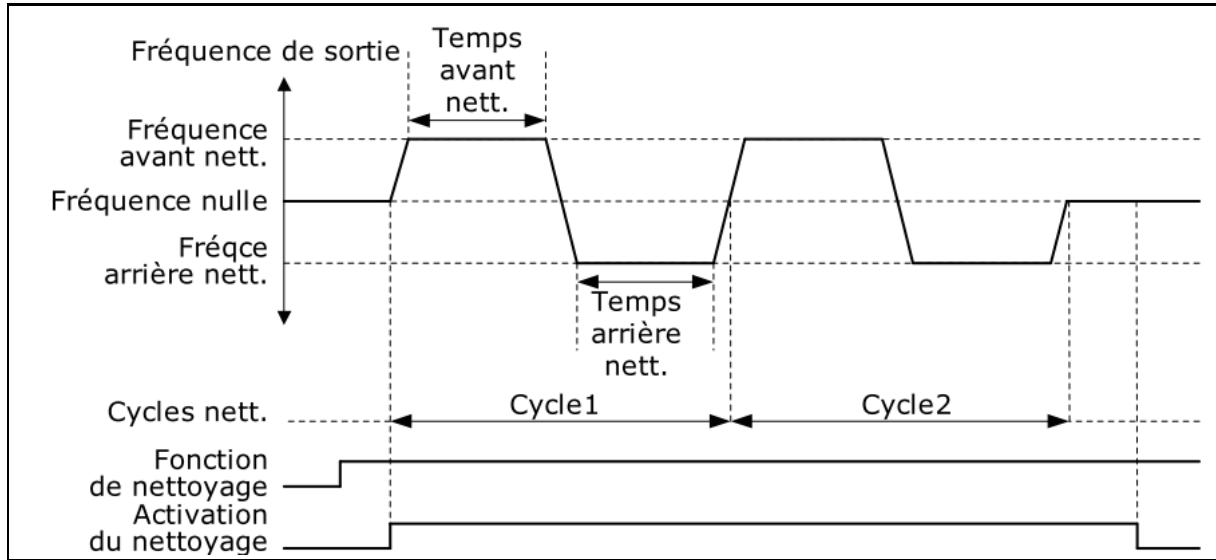 Fréquence de sortie
Temps
avant
nett.
Fréquence
avant nett.
Fréquence nulle
Fréqce
arrière nett.
Temps
arrière
nett.
Cycles nett.
Cycle1
Cycle2
Fonction
de nettoyage
Activation
du nettoyage